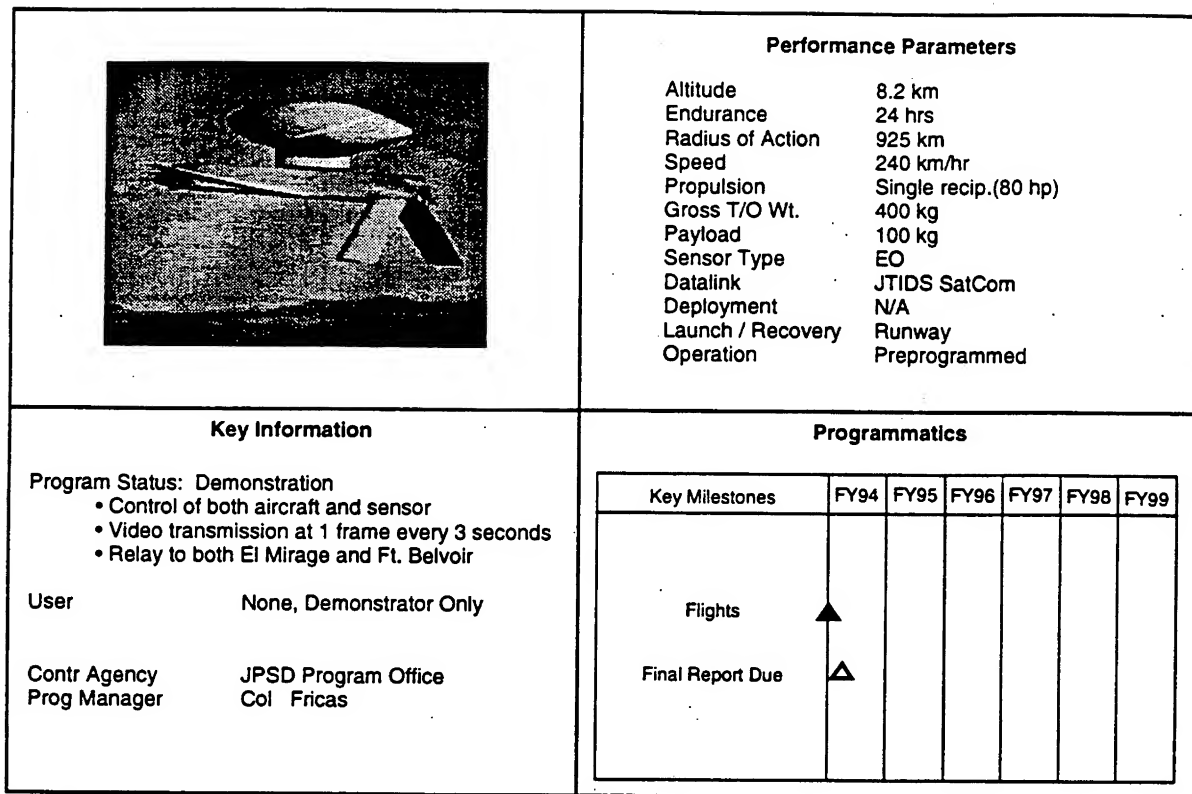 Performance Parameters
Altitude 8.2 km
Endurance 24 hrs
Radius of Action 925 km
Speed 240 km/hr
Propulsion Single recip.(80 hp)
Gross T/O Wt. 400 kg
Payload 100 kg
Sensor Type EO
Datalink JTIDS SatCom
Deployment N/A
Launch / Recovery Runway
Operation Preprogrammed
Key Information
Program Status: Demonstration
• Control of both aircraft and sensor
• Video transmission at 1 frame every 3 seconds
• Relay to both El Mirage and Ft. Belvoir
User None, Demonstrator Only
Contr Agency JPSD Program Office
Prog Manager Col Fricas
Programmatics
Key Milestones FY94 FY95 FY96 FY97 FY98 FY99
Flights
Final Report Due